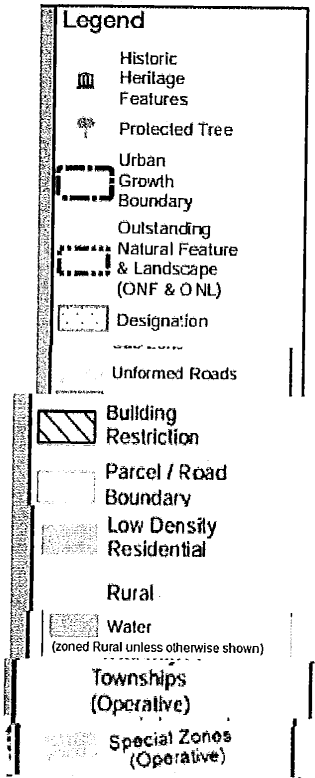 Legend
Historic
Heritage
Features
Protected Tree
Urban
Growth
Boundary
Outstanding
Natural Feature
& Landscape
(ONF & ONL)
Designation
Unformed Roads
Building
Restriction
Parcel / Road
Boundary
Low Density
Residential
Rural
Water
(zoned Rural unless otherwise shown)
Townships
(Operative)
Special Zones
(Operative)